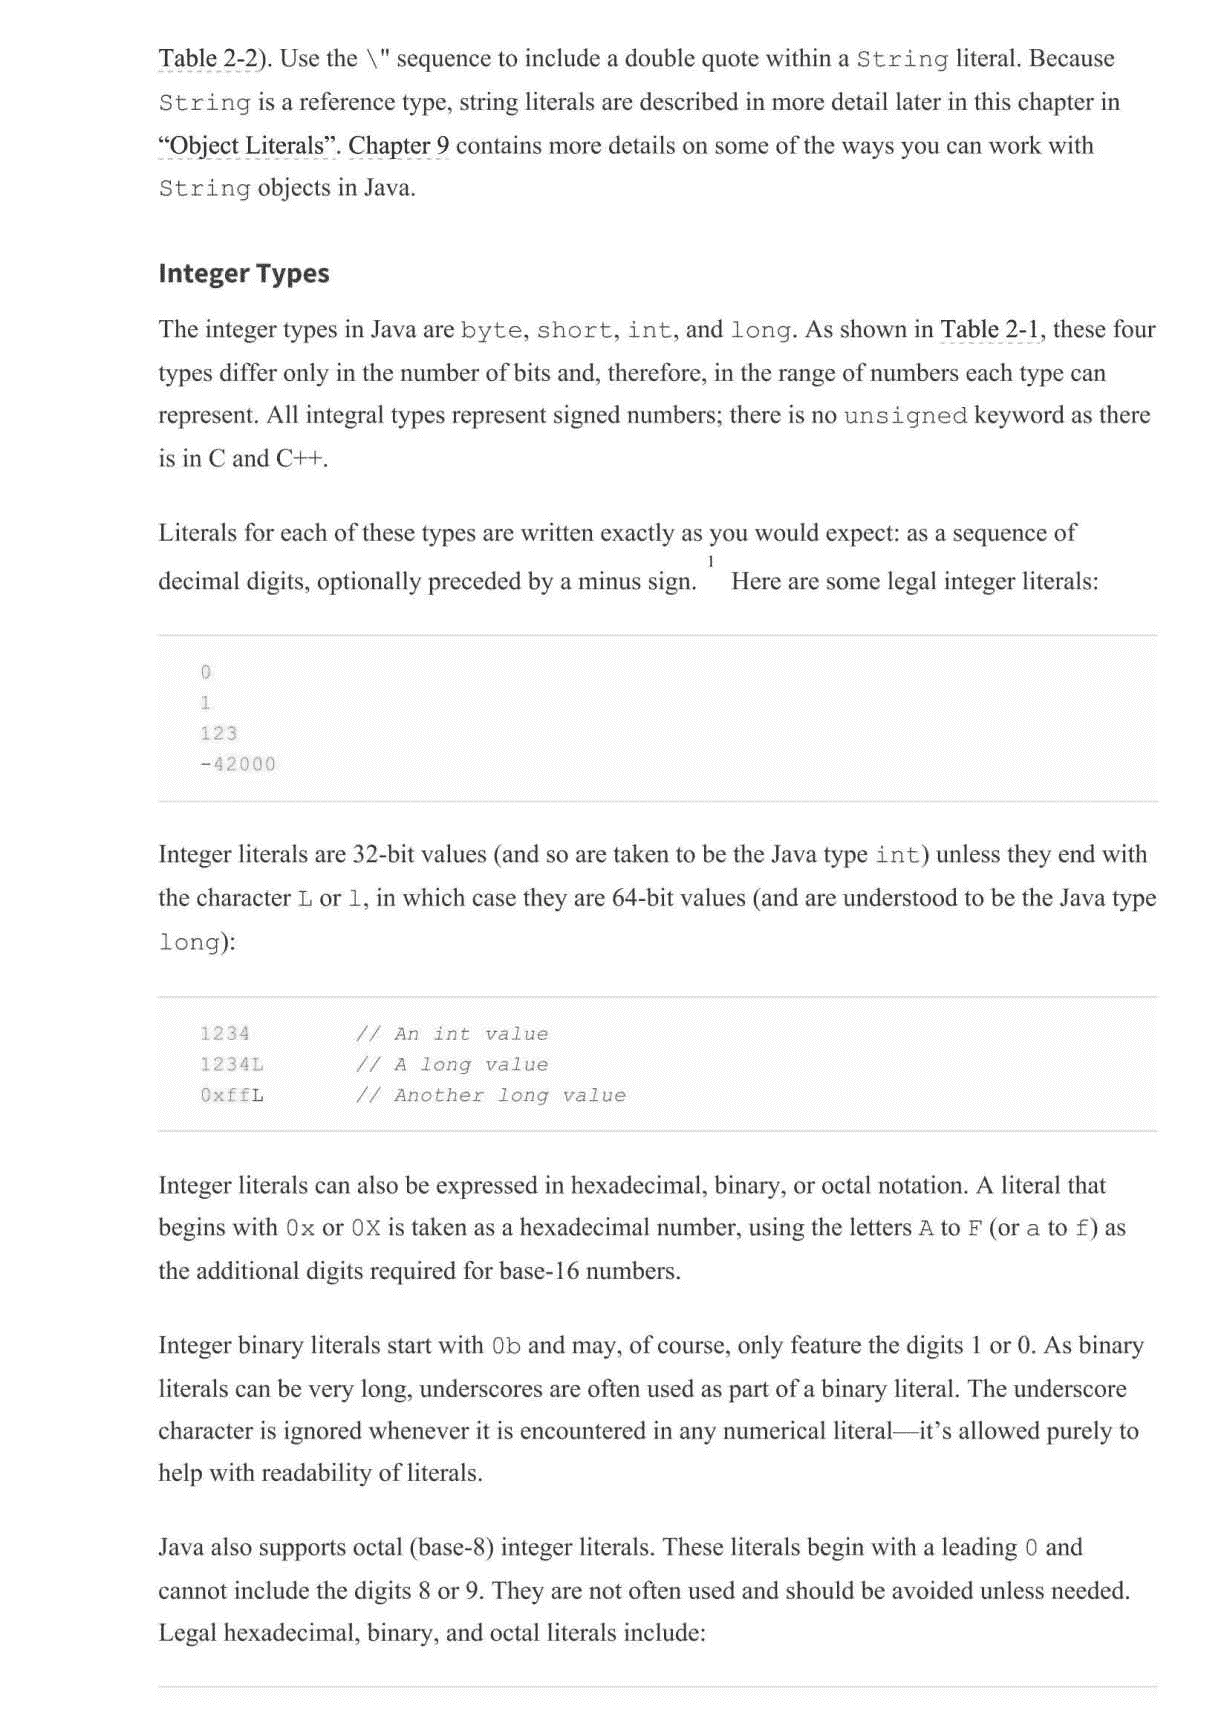 Table 2-2). Use the \" sequence to include a double quote within a String literal. Because
String is a reference type, string literals are described in more detail later in this chapter in
“Object Literals”. Chapter 9 contains more details on some of the ways you can work with
String objects in Java.
Integer Types
The integer types in Java are byte, short, int, and long. As shown in Table 2-1, these four
types differ only in the number of bits and, therefore, in the range of numbers each type can
represent. All integral types represent signed numbers; there is no unsigned keyword as there
is in C and C++.
Literals for each of these types are written exactly as you would expect: as a sequence of
decimal digits, optionally preceded by a minus sign. 1 Here are some legal integer literals:
0
1
123
-42000
Integer literals are 32-bit values (and so are taken to be the Java type int) unless they end with
the character L or l, in which case they are 64-bit values (and are understood to be the Java type
long):
1234 // An int value
1234L // A long value
0xffL // Another long value
Integer literals can also be expressed in hexadecimal, binary, or octal notation. A literal that
begins with 0x or 0X is taken as a hexadecimal number, using the letters A to F (or a to f) as
the additional digits required for base-16 numbers.
Integer binary literals start with 0b and may, of course, only feature the digits 1 or 0. As binary
literals can be very long, underscores are often used as part of a binary literal. The underscore
character is ignored whenever it is encountered in any numerical literal—it’s allowed purely to
help with readability of literals.
Java also supports octal (base-8) integer literals. These literals begin with a leading 0 and
cannot include the digits 8 or 9. They are not often used and should be avoided unless needed.
Legal hexadecimal, binary, and octal literals include: